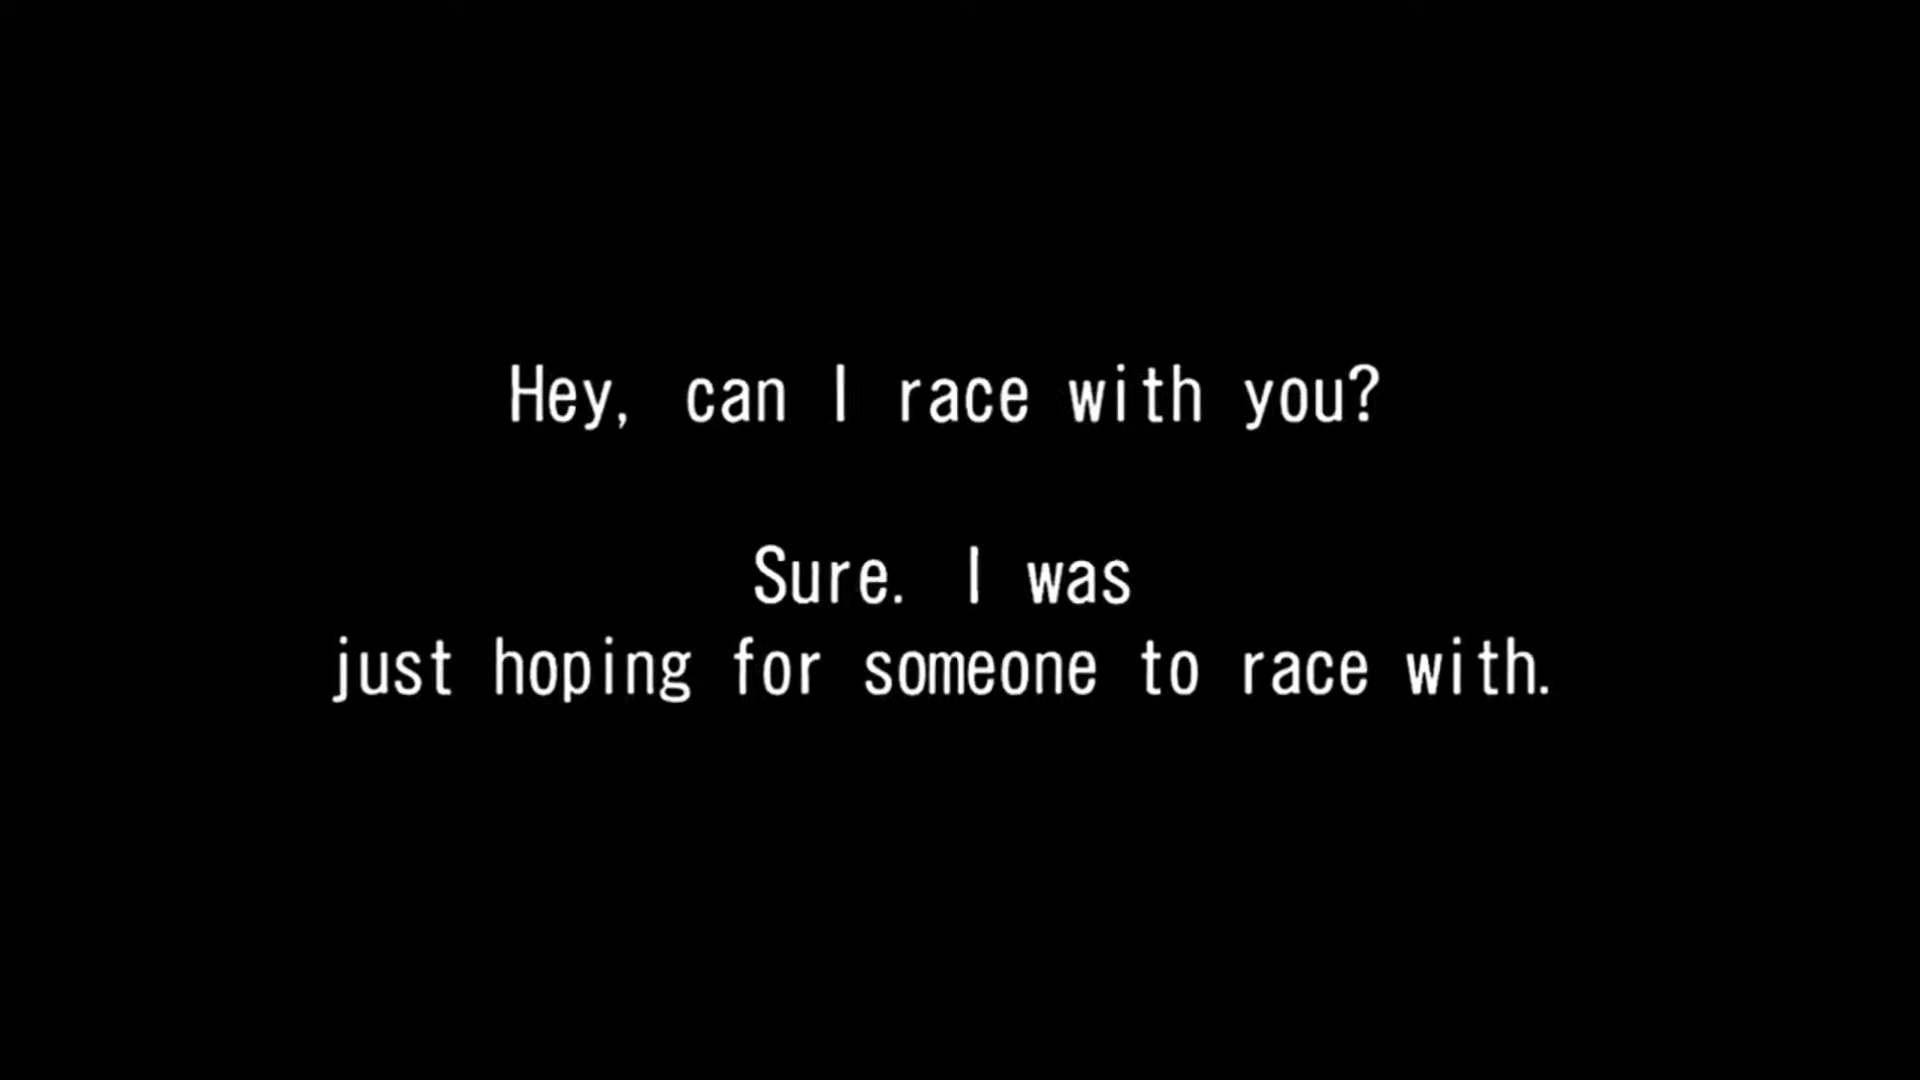 Hey, can I race with you?
Sure. I was
just hoping for someone to race with.